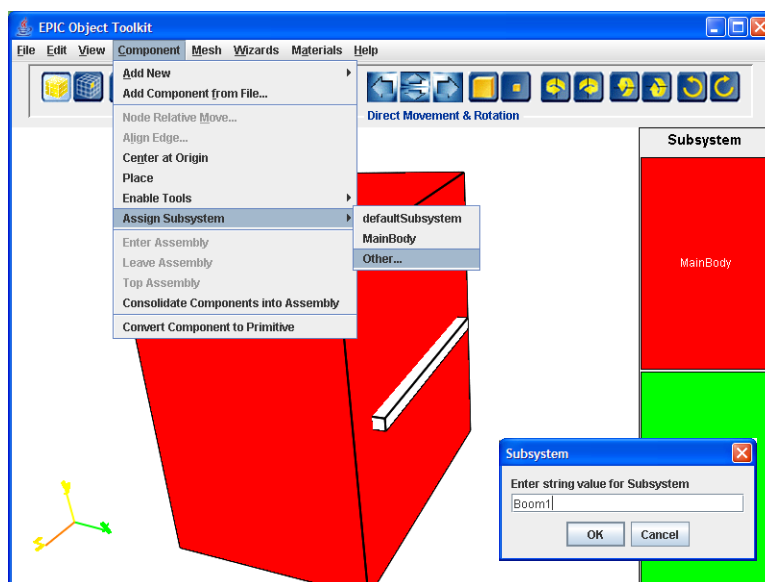 EPIC Object Toolkit
File Edit View Component Mesh Wizards Materials Help
Add New
Add Component from File...
Node Relative Move...
Align Edge...
Center at Origin
Place
Enable Tools
Assign Subsystem
Enter Assembly
Leave Assembly
Top Assembly
Consolidate Components into Assembly
Convert Component to Primitive
defaultSubsystem
MainBody
Other...
Direct Movement & Rotation
Subsystem
MainBody
Subsystem
Enter string value for Subsystem
Boom1
OK Cancel
y
x